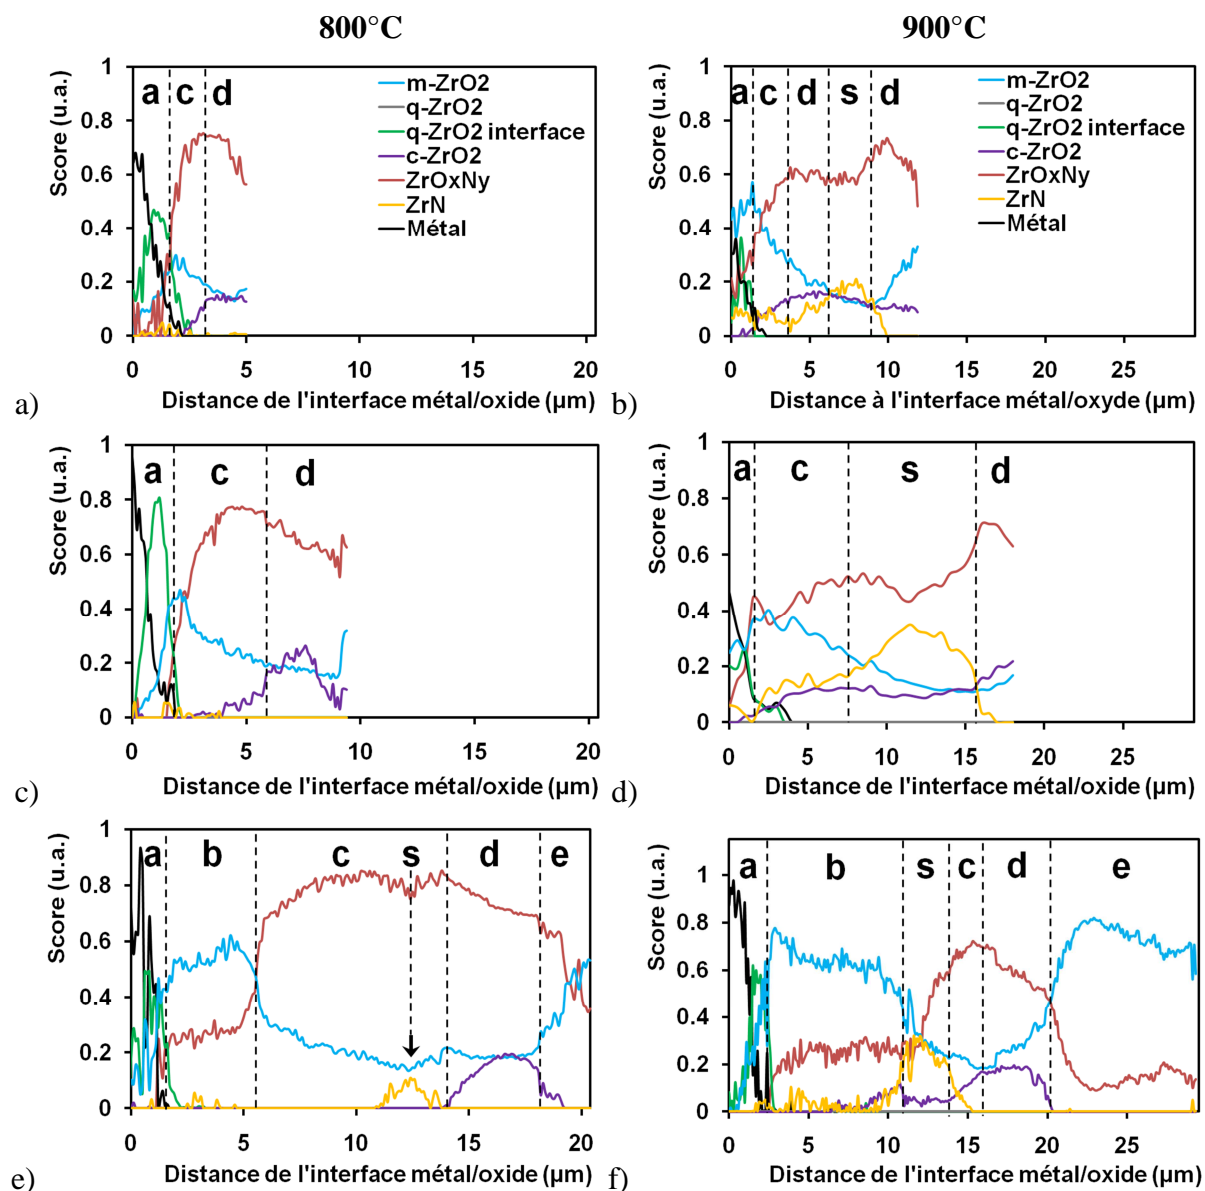 800°C
900°C
1
0.8
0.6
0.4
0.2
0
Score (u.a.)
a c d
m-ZrO2
q-ZrO2
q-ZrO2 interface
c-ZrO2
ZrOxNy
ZrN
Métal
0 5 10 15 20
a) Distance de l'interface métal/oxide (µm)
1
0.8
0.6
0.4
0.2
0
Score (u.a.)
a c d s d
m-ZrO2
q-ZrO2
q-ZrO2 interface
c-ZrO2
ZrOxNy
ZrN
Métal
0 5 10 15 20 25
b) Distance à l'interface métal/oxyde (µm)
1
0.8
0.6
0.4
0.2
0
Score (u.a.)
a c d
0 5 10 15 20
c) Distance de l'interface métal/oxide (µm)
1
0.8
0.6
0.4
0.2
0
Score (u.a.)
a c s d
0 5 10 15 20 25
d) Distance de l'interface métal/oxide (µm)
1
0.8
0.6
0.4
0.2
0
Score (u.a.)
a b c s d e
0 5 10 15 20
e) Distance de l'interface métal/oxide (µm)
1
0.8
0.6
0.4
0.2
0
Score (u.a.)
a b s c d e
0 5 10 15 20 25
f) Distance de l'interface métal/oxide (µm)